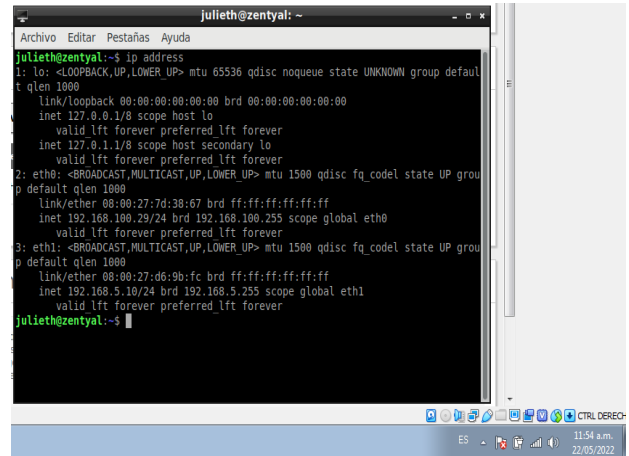 julieth@zentyal: ~
Archivo Editar Pestañas Ayuda
julieth@zentyal:~$ ip address
1: lo: <LOOPBACK,UP,LOWER_UP> mtu 65536 qdisc noqueue state UNKNOWN group defaul
t qlen 1000
link/loopback 00:00:00:00:00:00 brd 00:00:00:00:00:00
inet 127.0.0.1/8 scope host lo
valid_lft forever preferred_lft forever
inet 127.0.1.1/8 scope host secondary lo
valid_lft forever preferred_lft forever
2: eth0: <BROADCAST,MULTICAST,UP,LOWER_UP> mtu 1500 qdisc fq_codel state UP grou
p default qlen 1000
link/ether 08:00:27:7d:38:67 brd ff:ff:ff:ff:ff:ff
inet 192.168.100.29/24 brd 192.168.100.255 scope global eth0
valid_lft forever preferred_lft forever
3: eth1: <BROADCAST,MULTICAST,UP,LOWER_UP> mtu 1500 qdisc fq_codel state UP grou
p default qlen 1000
link/ether 08:00:27:d6:9b:fc brd ff:ff:ff:ff:ff:ff
inet 192.168.5.10/24 brd 192.168.5.255 scope global eth1
valid_lft forever preferred_lft forever
julieth@zentyal:~$
CTRL DERECH
ES
11:54 a.m.
22/05/2022